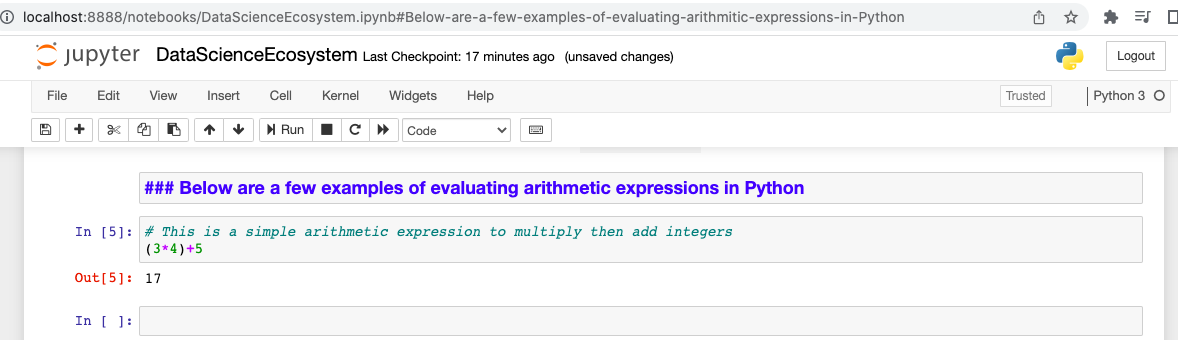 localhost:8888/notebooks/DataScienceEcosystem.ipynb#Below-are-a-few-examples-of-evaluating-arithmitic-expressions-in-Python
jupyter DataScienceEcosystem Last Checkpoint: 17 minutes ago (unsaved changes) Logout
File Edit View Insert Cell Kernel Widgets Help Trusted Python 3
Run Code
### Below are a few examples of evaluating arithmetic expressions in Python
In [5]: # This is a simple arithmetic expression to multiply then add integers
(3*4)+5
Out[5]: 17
In [ ]: